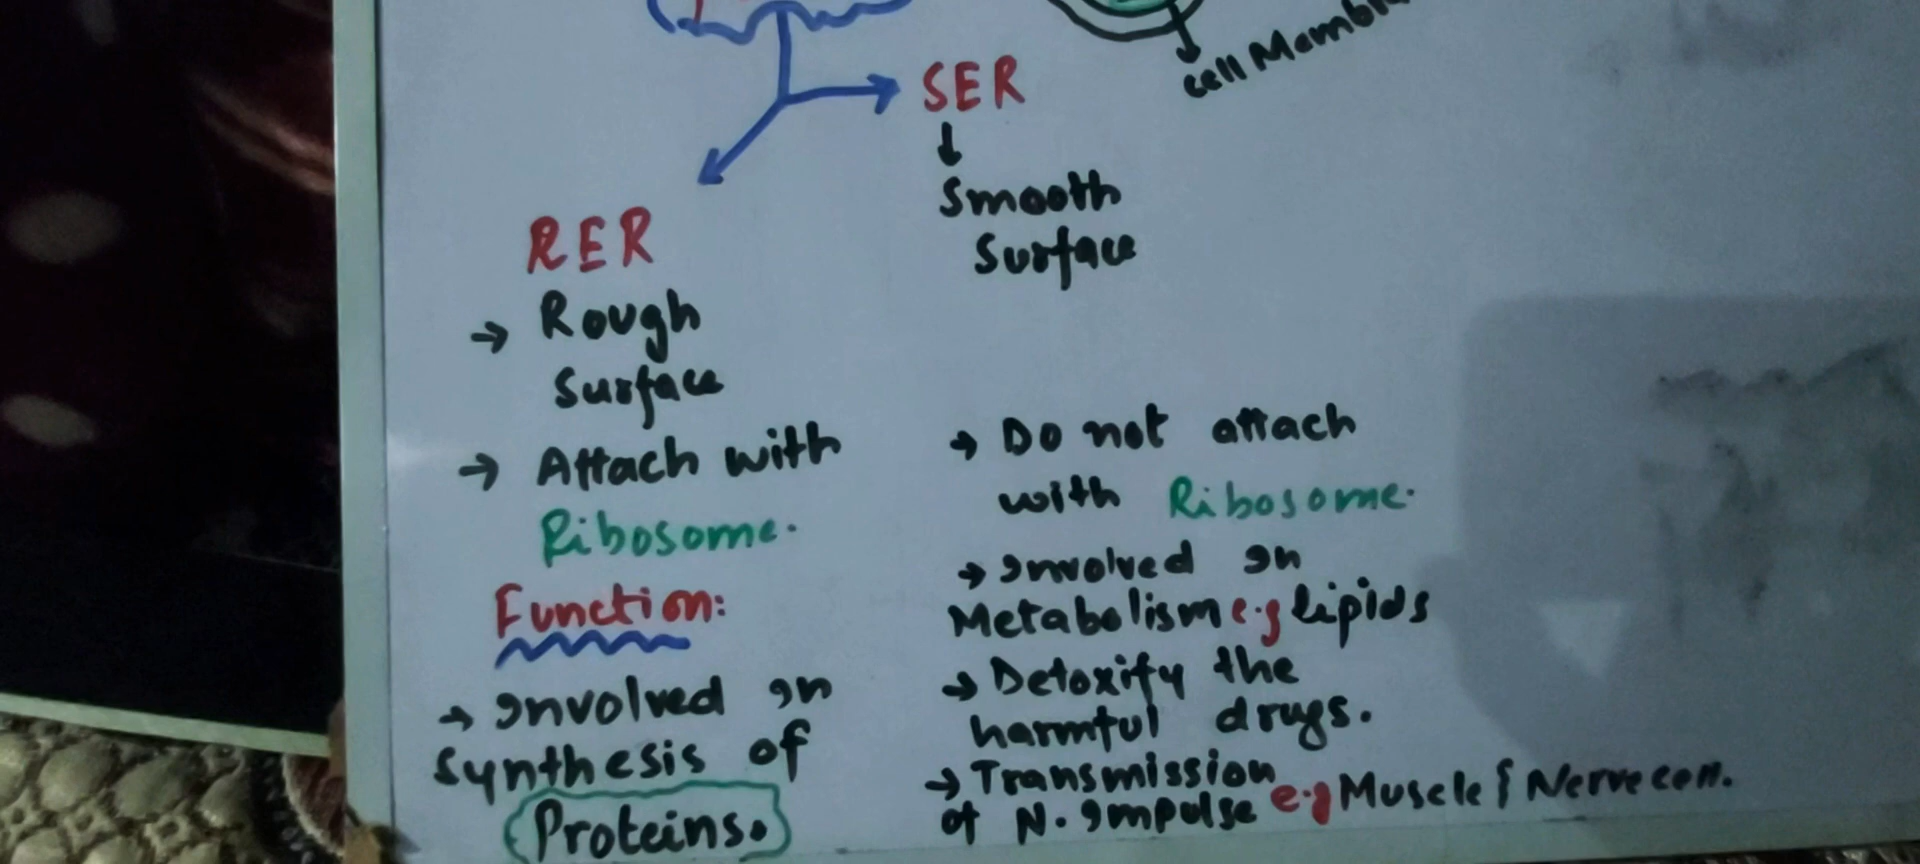 cell
SER
Smooth
Surface
RER
→ Rough
Surface
→ Attach with
Ribosome.
Function:
→ Involved In
Synthesis of
Proteins.
→ Do not attach
with Ribosome.
→ Involved In
Metabolism e.g lipids
→ Detoxify the
harmful drugs.
→ Transmission
of N. Impulse e.g Muscle & Nerve cell.